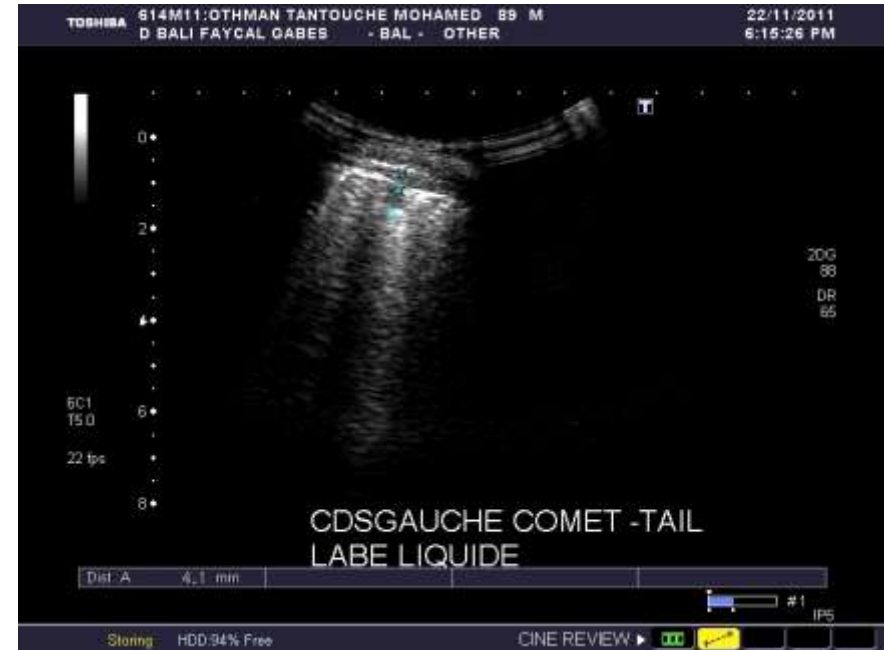 TOSHIBA 614M11:OTHMAN TANTOUCHE MOHAMED 89 M 22/11/2011
D BALI FAYCAL GABES - BAL - OTHER 6:15:26 PM
T
0
2
2DG
88
DR
65
4
6C1
T5.0
6
22 fps
8
CDSGAUCHE COMET -TAIL
LABE LIQUIDE
Dist A 4.1 mm
#1
IP5
Storing HDD:94% Free CINE REVIEW